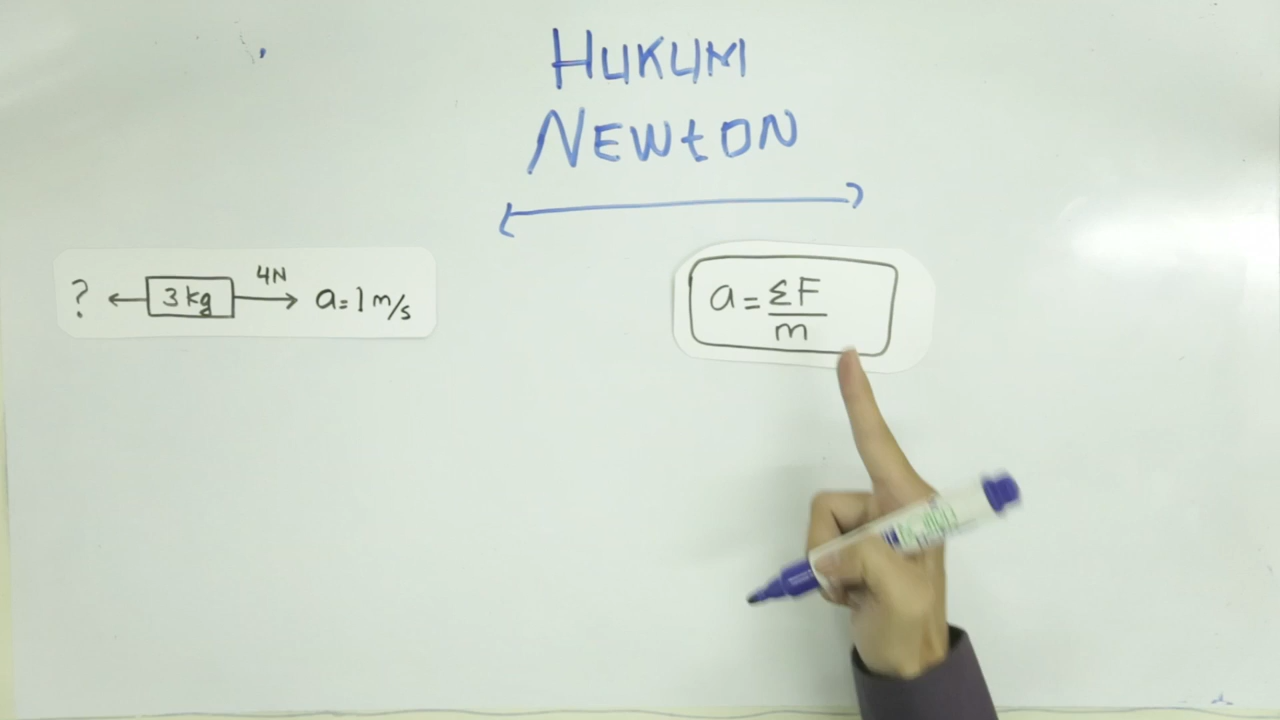 HUKUM
NEWtON
? ← 3 kg → 4N a=1 m/s
a = ΣF/m